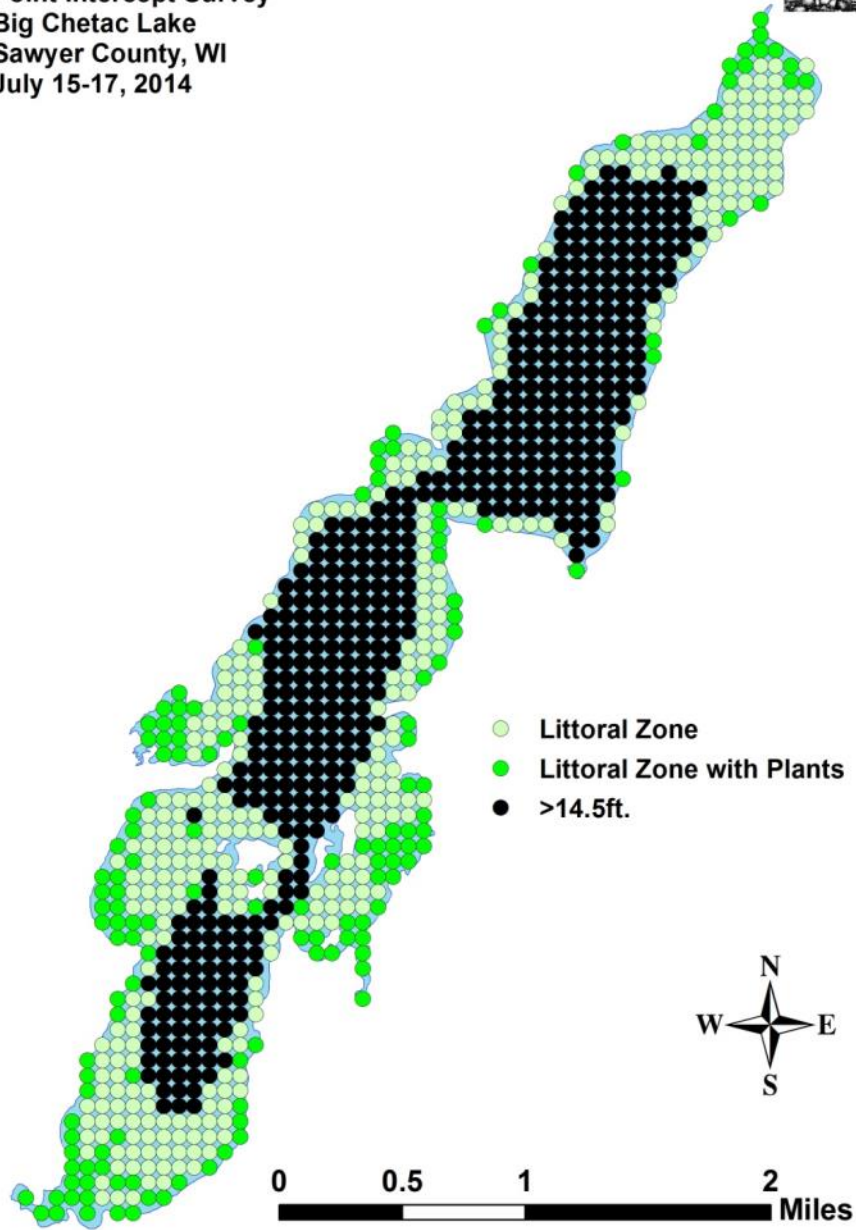 Big Chetac Lake
Sawyer County, WI
July 15-17, 2014
Littoral Zone
Littoral Zone with Plants
>14.5ft.
N
W E
S
0 0.5 1 2
Miles